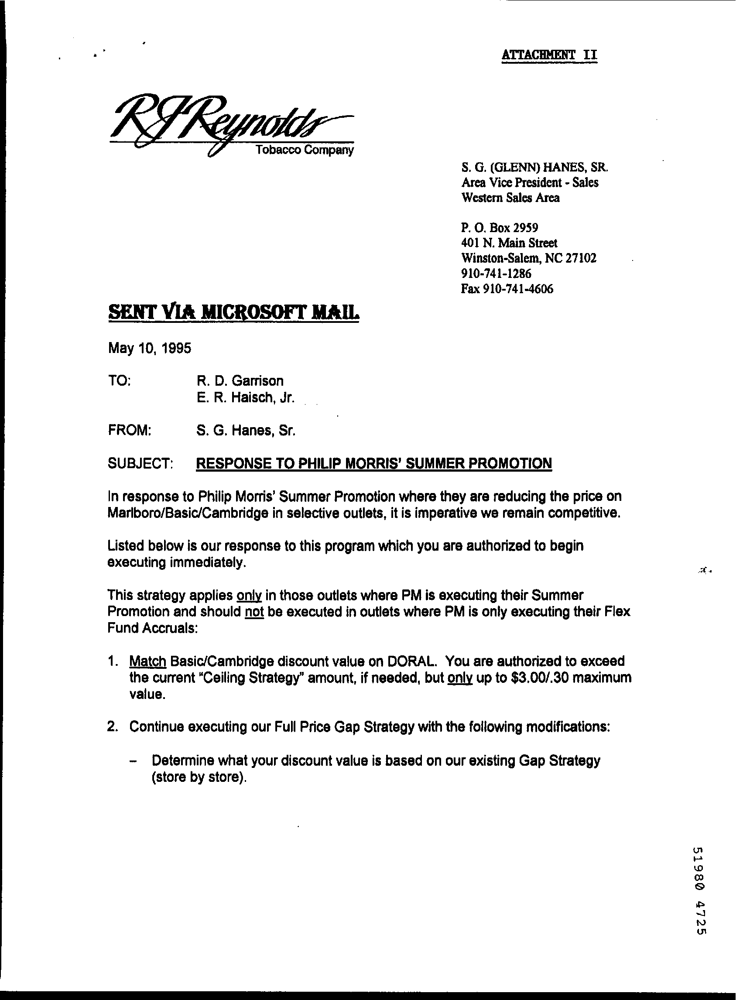 ATTACHMENT II
RJReynolds
Tobacco Company
S. G. (GLENN) HANES, SR.
Area Vice President - Sales
Western Sales Area
P. O. Box 2959
401 N. Main Street
Winston-Salem, NC 27102
910-741-1286
Fax 910-741-4606
SENT VIA MICROSOFT MAIL
May 10, 1995
TO: R. D. Garrison
E. R. Haisch, Jr.
FROM: S. G. Hanes, Sr.
SUBJECT: RESPONSE TO PHILIP MORRIS' SUMMER PROMOTION
In response to Philip Morris' Summer Promotion where they are reducing the price on
Marlboro/Basic/Cambridge in selective outlets, it is imperative we remain competitive.
Listed below is our response to this program which you are authorized to begin
executing immediately.
This strategy applies only in those outlets where PM is executing their Summer
Promotion and should not be executed in outlets where PM is only executing their Flex
Fund Accruals:
1. Match Basic/Cambridge discount value on DORAL. You are authorized to exceed
the current "Ceiling Strategy" amount, if needed, but only up to $3.00/.30 maximum
value.
2. Continue executing our Full Price Gap Strategy with the following modifications:
– Determine what your discount value is based on our existing Gap Strategy
(store by store).
51980 4725